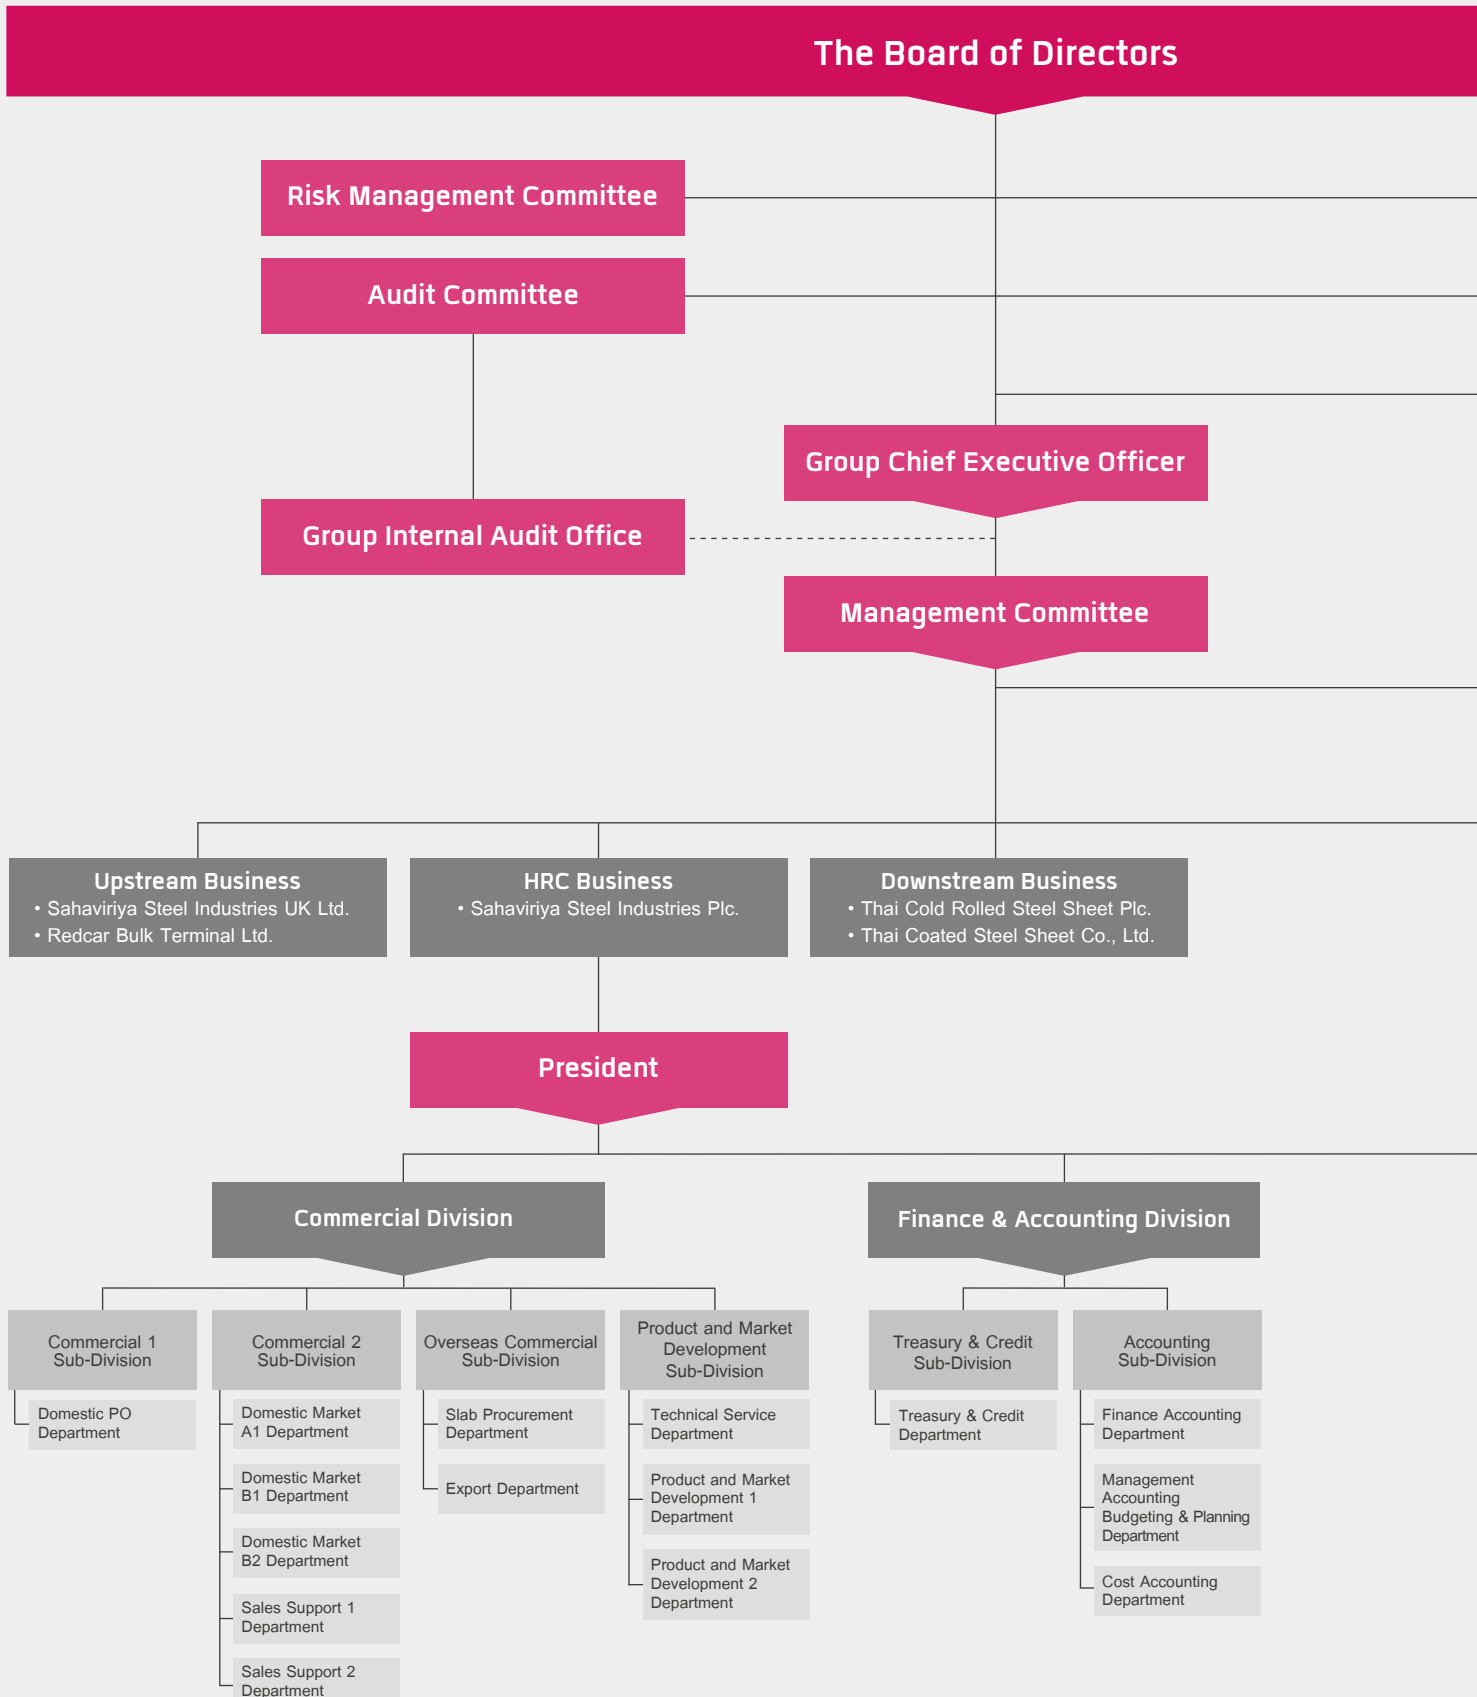 The Board of Directors
Risk Management Committee
Audit Committee
Group Chief Executive Officer
Group Internal Audit Office
Management Committee
Upstream Business
• Sahaviriya Steel Industries UK Ltd.
• Redcar Bulk Terminal Ltd.
HRC Business
• Sahaviriya Steel Industries Plc.
Downstream Business
• Thai Cold Rolled Steel Sheet Plc.
• Thai Coated Steel Sheet Co., Ltd.
President
Commercial Division
Finance & Accounting Division
Commercial 1
Sub-Division
Domestic PO
Department
Commercial 2
Sub-Division
Domestic Market
A1 Department
Domestic Market
B1 Department
Domestic Market
B2 Department
Sales Support 1
Department
Sales Support 2
Department
Overseas Commercial
Sub-Division
Slab Procurement
Department
Export Department
Product and Market
Development
Sub-Division
Technical Service
Department
Product and Market
Development 1
Department
Product and Market
Development 2
Department
Treasury & Credit
Sub-Division
Treasury & Credit
Department
Accounting
Sub-Division
Finance Accounting
Department
Management
Accounting
Budgeting & Planning
Department
Cost Accounting
Department